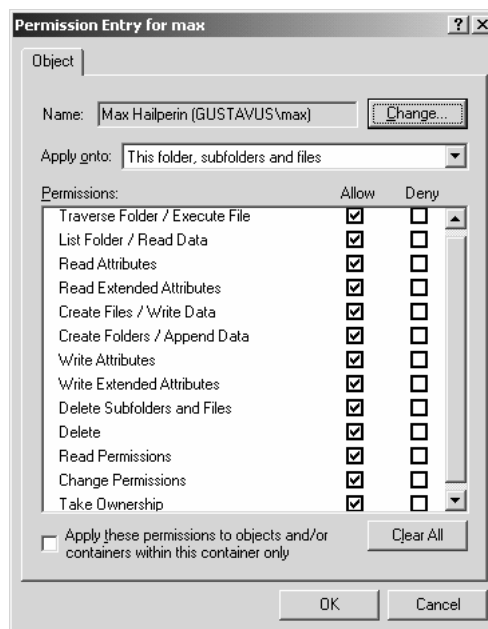 Permission Entry for max
Object
Name: Max Hailperin (GUSTAVUS\max) Change...
Apply onto: This folder, subfolders and files
Permissions: Allow Deny
Traverse Folder / Execute File
List Folder / Read Data
Read Attributes
Read Extended Attributes
Create Files / Write Data
Create Folders / Append Data
Write Attributes
Write Extended Attributes
Delete Subfolders and Files
Delete
Read Permissions
Change Permissions
Take Ownership
Apply these permissions to objects and/or
containers within this container only
Clear All
OK Cancel